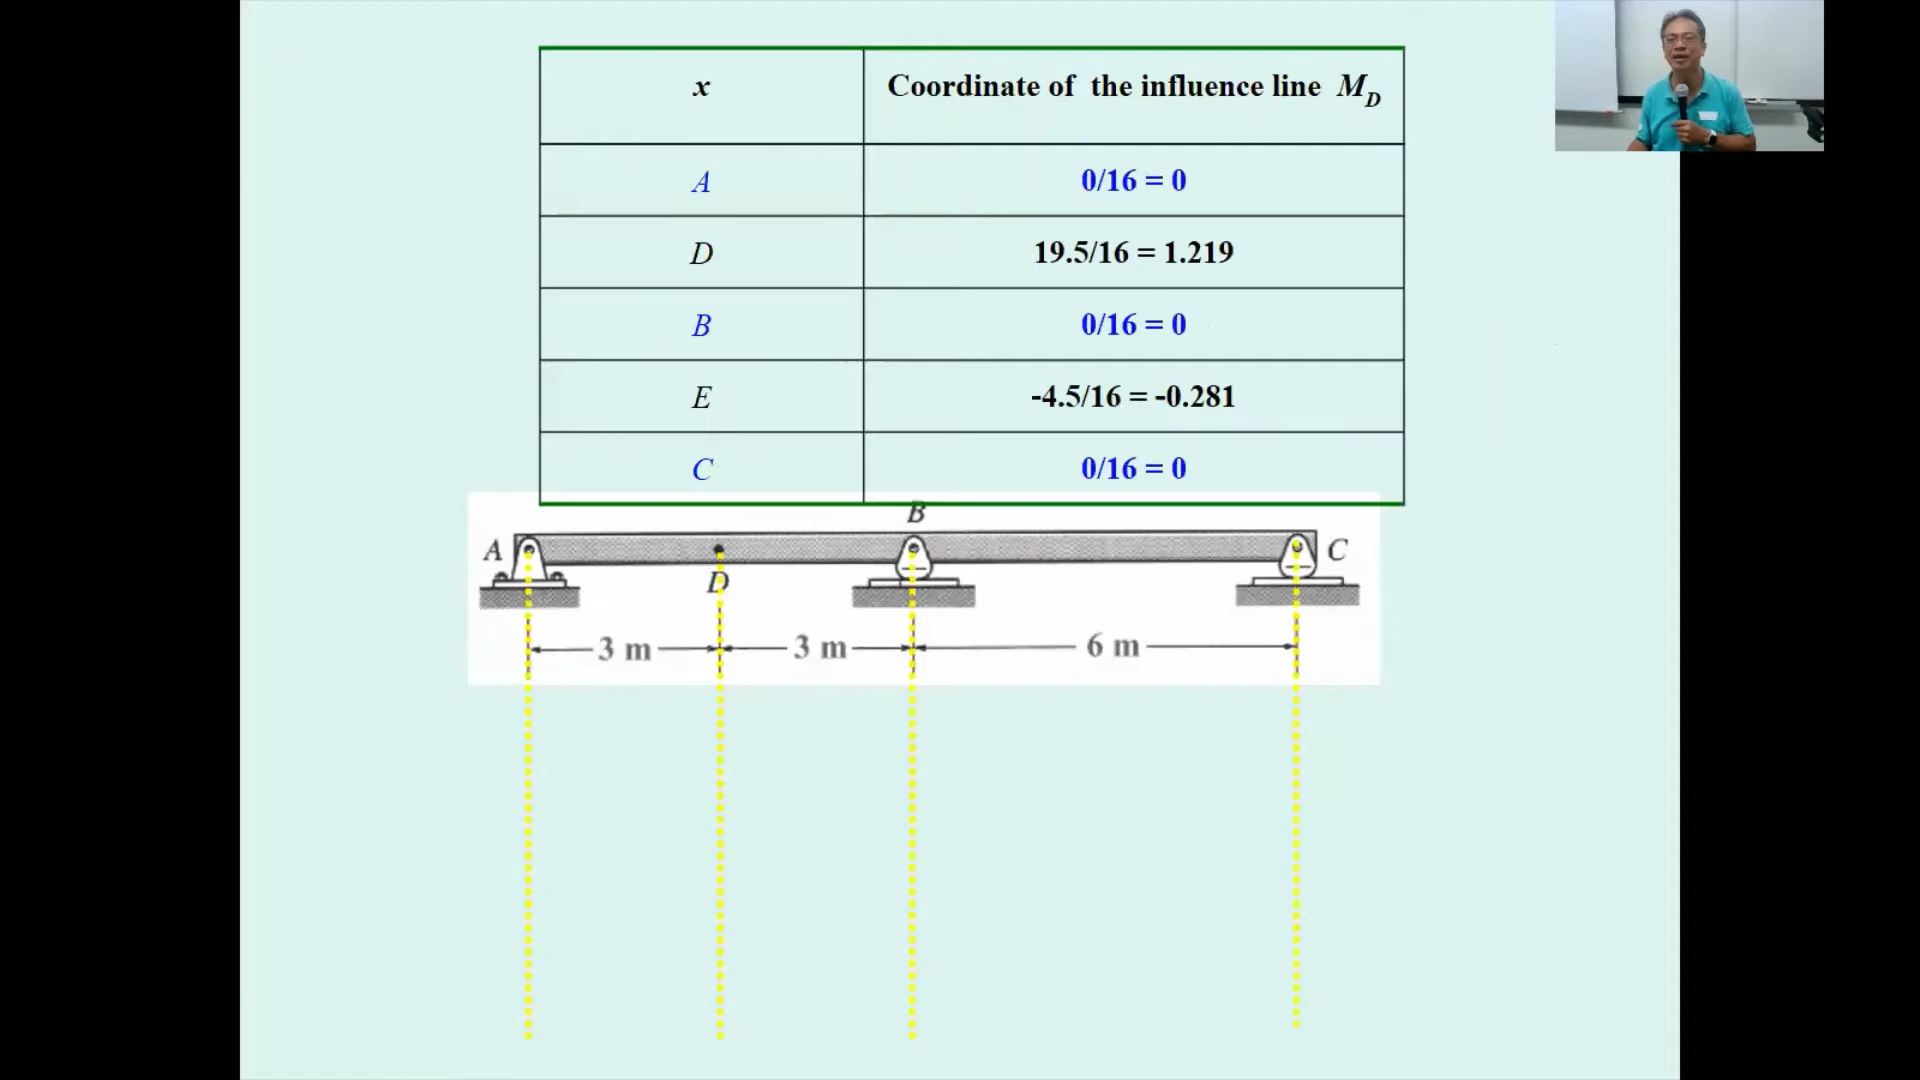 x Coordinate of the influence line M_D
A 0/16 = 0
D 19.5/16 = 1.219
B 0/16 = 0
E -4.5/16 = -0.281
C 0/16 = 0
B
A C
D
3 m 3 m 6 m